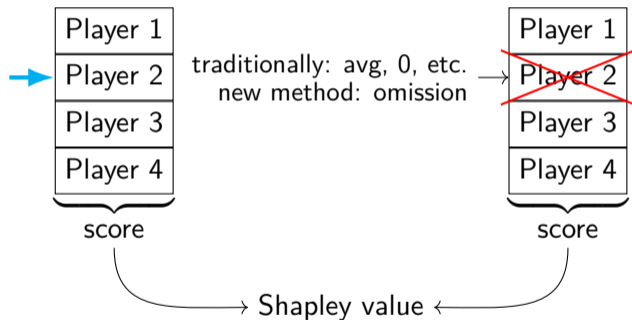 Player 1
Player 2
Player 3
Player 4
score
traditionally: avg, 0, etc.
new method: omission
Player 1
Player 2
Player 3
Player 4
score
Shapley value